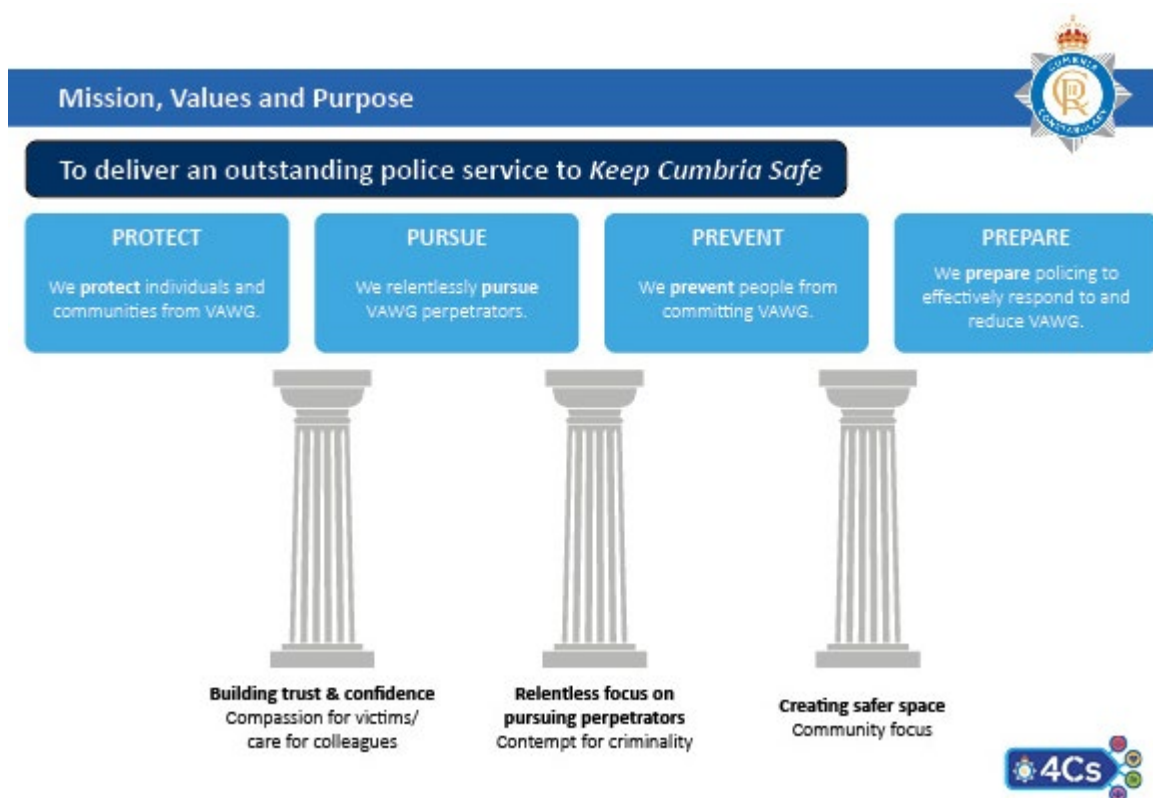 CUMBRIA
CONSTABULARY
Mission, Values and Purpose
To deliver an outstanding police service to Keep Cumbria Safe
PROTECT
We protect individuals and
communities from VAWG.
PURSUE
We relentlessly pursue
VAWG perpetrators.
PREVENT
We prevent people from
committing VAWG.
PREPARE
We prepare policing to
effectively respond to and
reduce VAWG.
Building trust & confidence
Compassion for victims/
care for colleagues
Relentless focus on
pursuing perpetrators
Contempt for criminality
Creating safer space
Community focus
4Cs